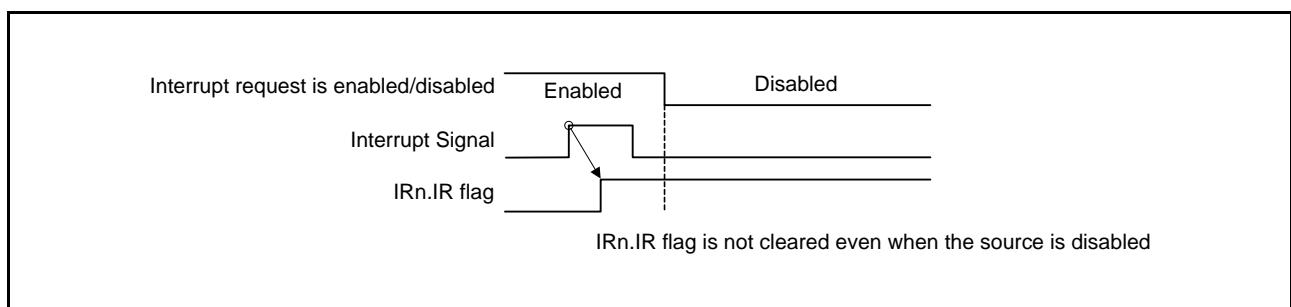 Interrupt request is enabled/disabled
Enabled
Disabled
Interrupt Signal
IRn.IR flag
IRn.IR flag is not cleared even when the source is disabled